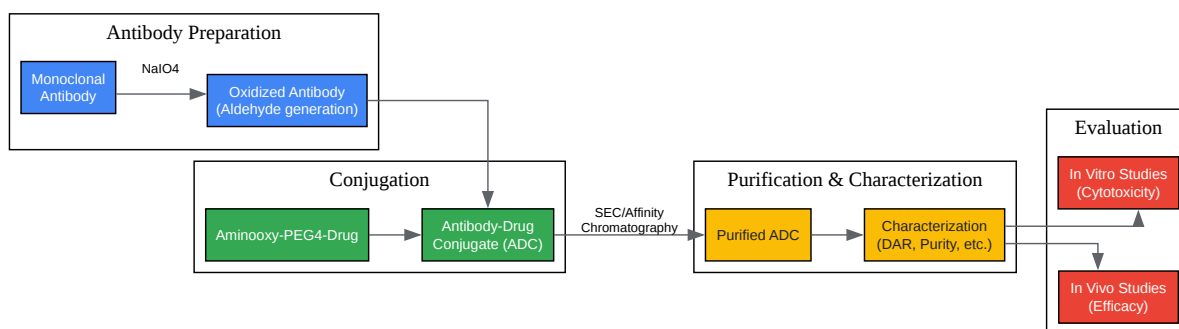 Antibody Preparation
Monoclonal
Antibody
NaIO4
Oxidized Antibody
(Aldehyde generation)
Conjugation
Aminooxy-PEG4-Drug
Antibody-Drug
Conjugate (ADC)
SEC/Affinity
Chromatography
Purification & Characterization
Purified ADC
Characterization
(DAR, Purity, etc.)
Evaluation
In Vitro Studies
(Cytotoxicity)
In Vivo Studies
(Efficacy)